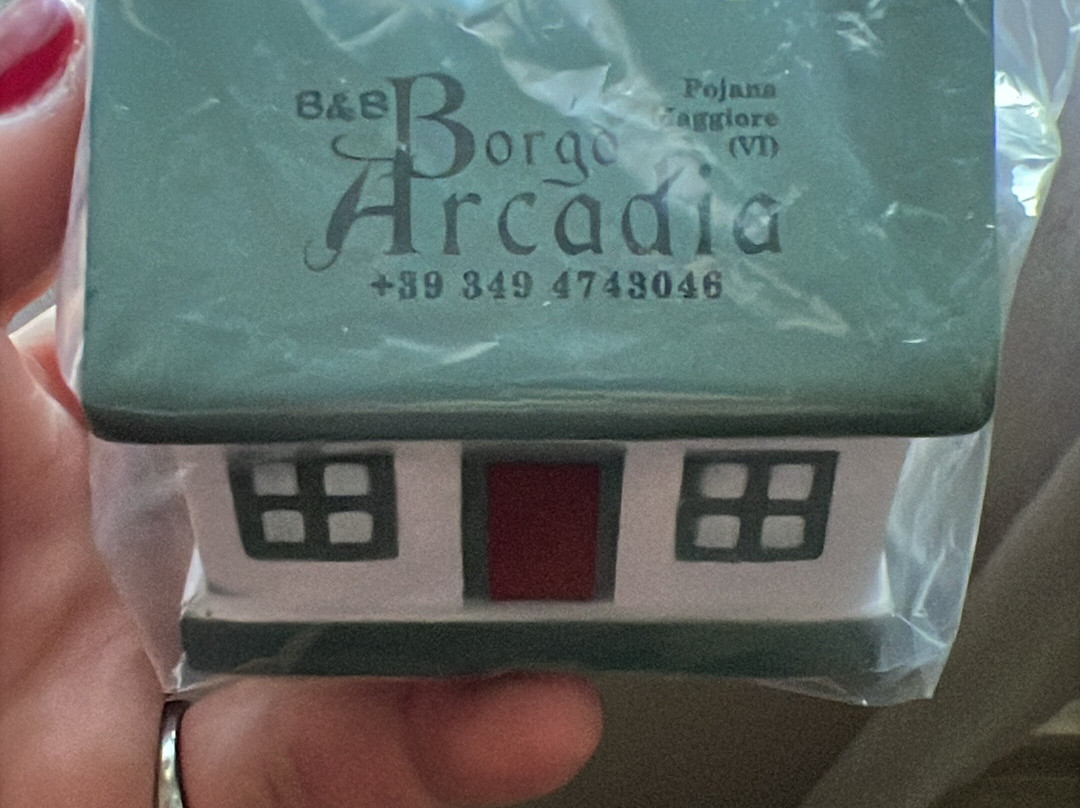 B&B Borgo
Arcadia
Pojana
Maggiore
(VI)
+39 349 4743046